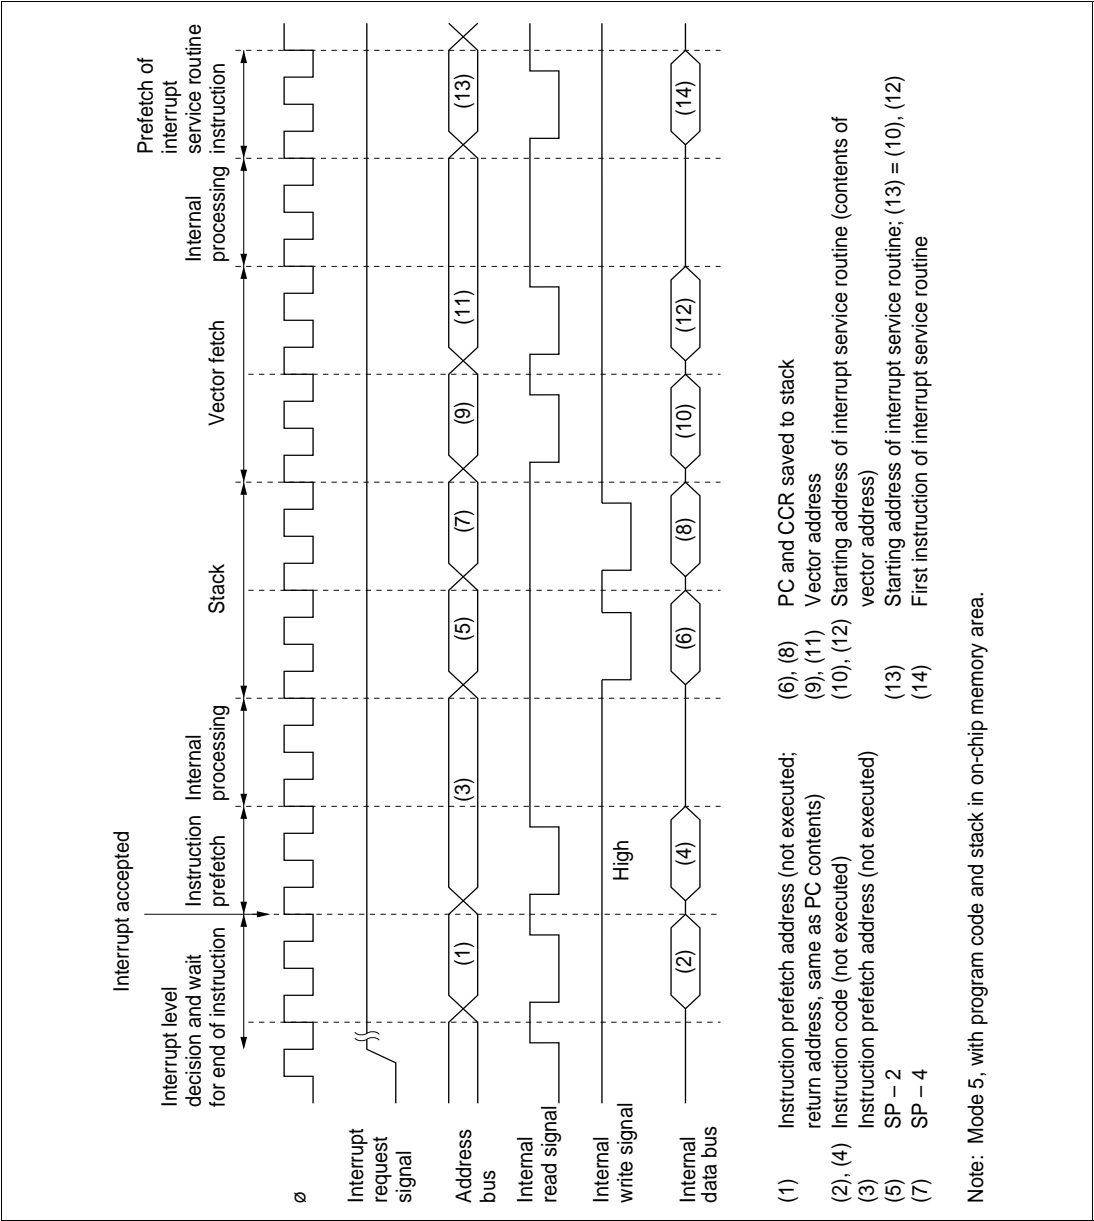 Interrupt accepted
Interrupt level
decision and wait
for end of instruction
Instruction
prefetch
Internal
processing
Stack
Vector fetch
Internal
processing
Prefetch of
interrupt
service routine
instruction
ø
Interrupt
request
signal
Address
bus
(1)
(3)
(5)
(7)
(9)
(11)
(13)
Internal
read signal
Internal
write signal
High
Internal
data bus
(2)
(4)
(6)
(8)
(10)
(12)
(14)
(1) Instruction prefetch address (not executed;
return address, same as PC contents)
(2), (4) Instruction code (not executed)
(3) Instruction prefetch address (not executed)
(5) SP – 2
(7) SP – 4
(6), (8) PC and CCR saved to stack
(9), (11) Vector address
(10), (12) Starting address of interrupt service routine (contents of
vector address)
(13) Starting address of interrupt service routine; (13) = (10), (12)
(14) First instruction of interrupt service routine
Note: Mode 5, with program code and stack in on-chip memory area.